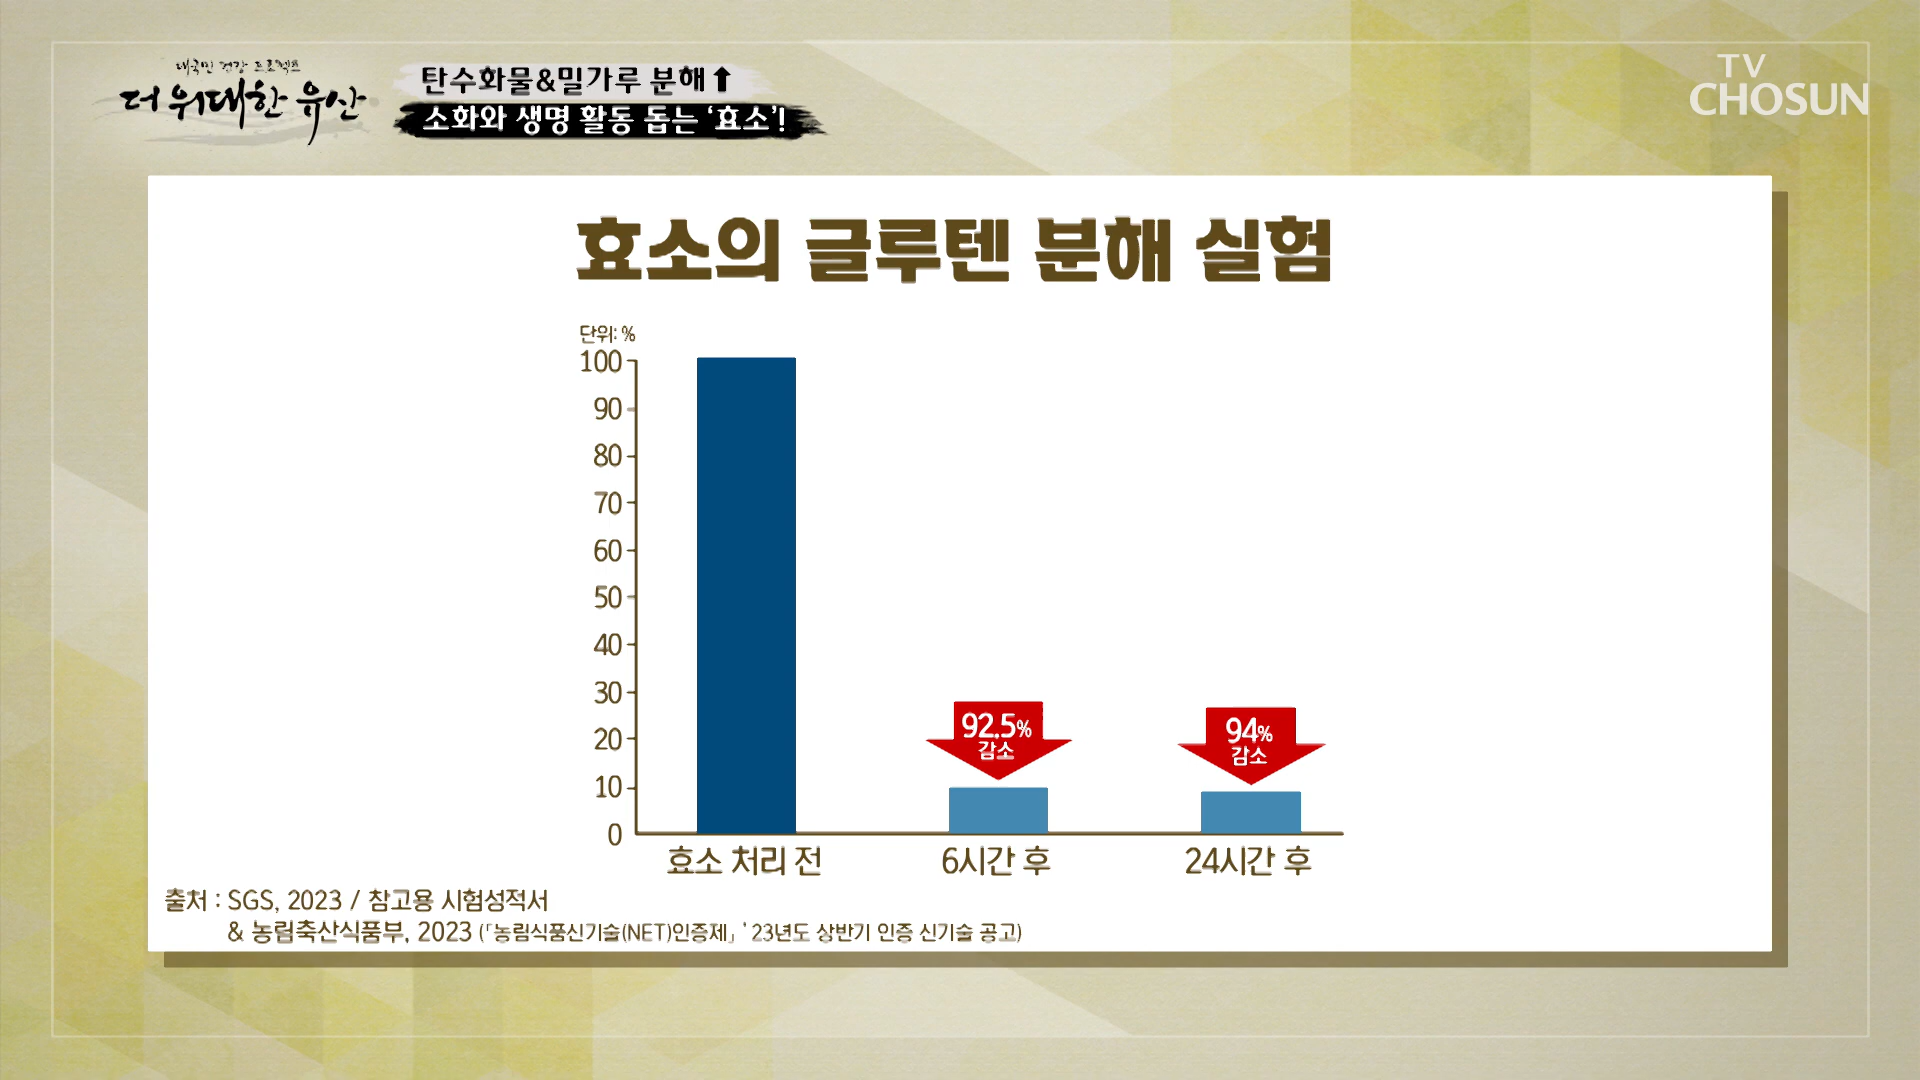 대국민 건강 프로젝트
더 위대한 유산
탄수화물&밀가루 분해⬆
소화와 생명 활동 돕는 ‘효소’!
TV
CHOSUN
효소의 글루텐 분해 실험
단위: %
100
90
80
70
60
50
40
30
20
10
0
92.5%
감소
94%
감소
효소 처리 전
6시간 후
24시간 후
출처 : SGS, 2023 / 참고용 시험성적서
& 농림축산식품부, 2023 (「농림식품신기술(NET)인증제」 ' 23년도 상반기 인증 신기술 공고)